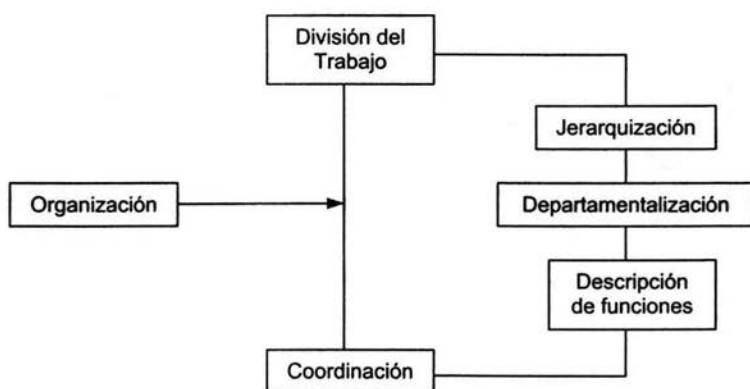 División del
Trabajo
Jerarquización
Organización
Departamentalización
Descripción
de funciones
Coordinación